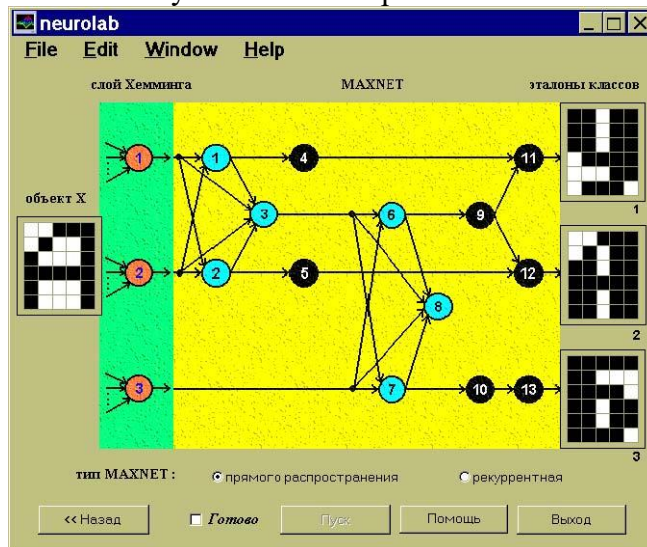 neurolab
File Edit Window Help
слой Хемминга MAXNET эталоны классов
1 1 4 11
объект X
1
3 6 9
2 2 5 12
8
2
3 7 10 13
3
тип MAXNET : прямого распространения рекуррентная
<< Назад Готово Пуск Помощь Выход